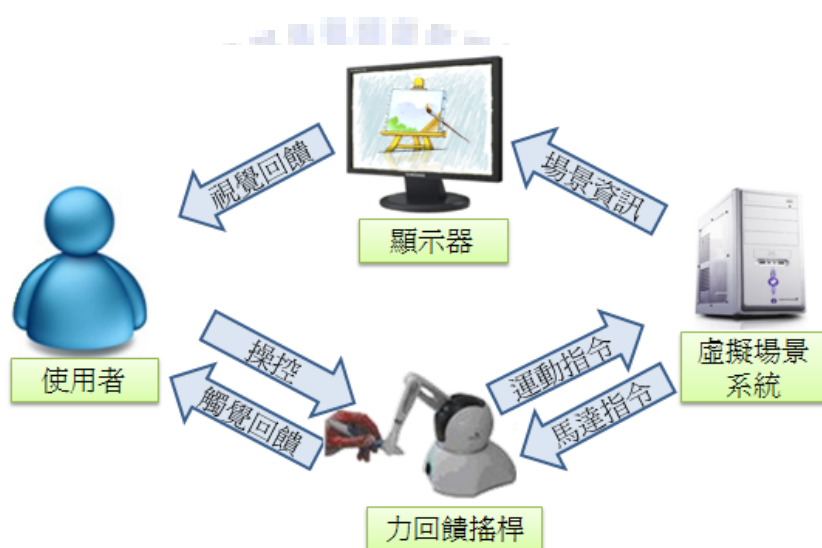 視覺回饋
場景資訊
顯示器
操控
觸覺回饋
使用者
運動指令
馬達指令
虛擬場景
系統
力回饋搖桿